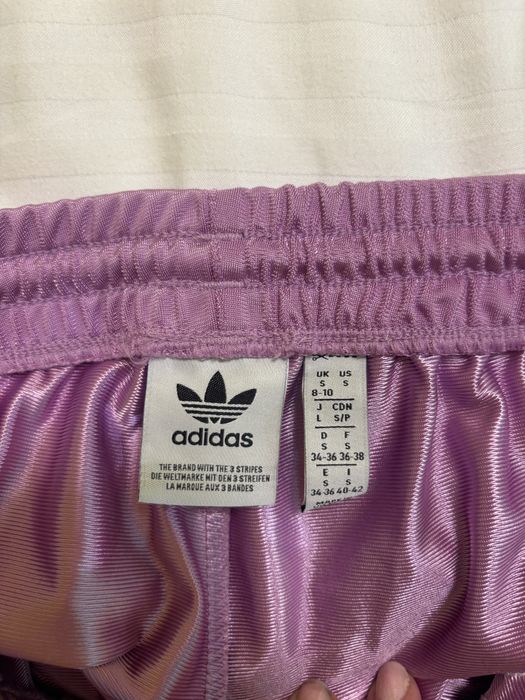 adidas
THE BRAND WITH THE 3 STRIPES
DIE WELTMARKE MIT DEN 3 STREIFEN
LA MARQUE AUX 3 BANDES
UK US
S S
8-10
J CDN
L S/P
D F
S S
34-36 36-38
E I
S S
34-36 40-42